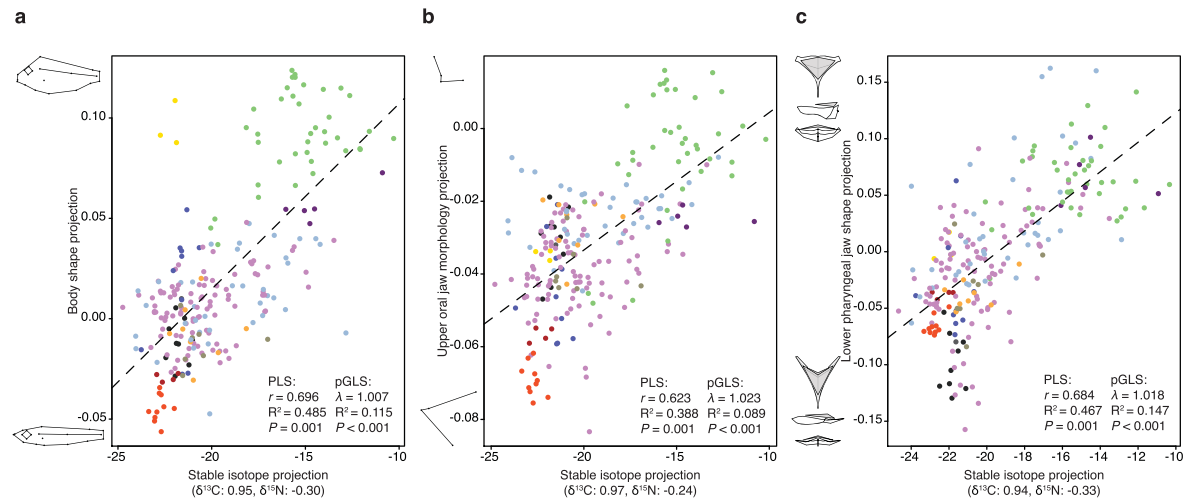 a
0.10
0.05
0.00
-0.05
Body shape projection
PLS:
r = 0.696
R² = 0.485
P = 0.001
pGLS:
λ = 1.007
R² = 0.115
P < 0.001
-25
-20
-15
-10
Stable isotope projection
(δ¹³C: 0.95, δ¹⁵N: -0.30)
b
0.00
-0.02
-0.04
-0.06
-0.08
Upper oral jaw morphology projection
PLS:
r = 0.623
R² = 0.388
P = 0.001
pGLS:
λ = 1.023
R² = 0.089
P < 0.001
-25
-20
-15
-10
Stable isotope projection
(δ¹³C: 0.97, δ¹⁵N: -0.24)
c
0.15
0.10
0.05
0.00
-0.05
-0.10
-0.15
Lower pharyngeal jaw shape projection
PLS:
r = 0.684
R² = 0.467
P = 0.001
pGLS:
λ = 1.018
R² = 0.147
P < 0.001
-24
-22
-20
-18
-16
-14
-12
-10
Stable isotope projection
(δ¹³C: 0.94, δ¹⁵N: -0.33)